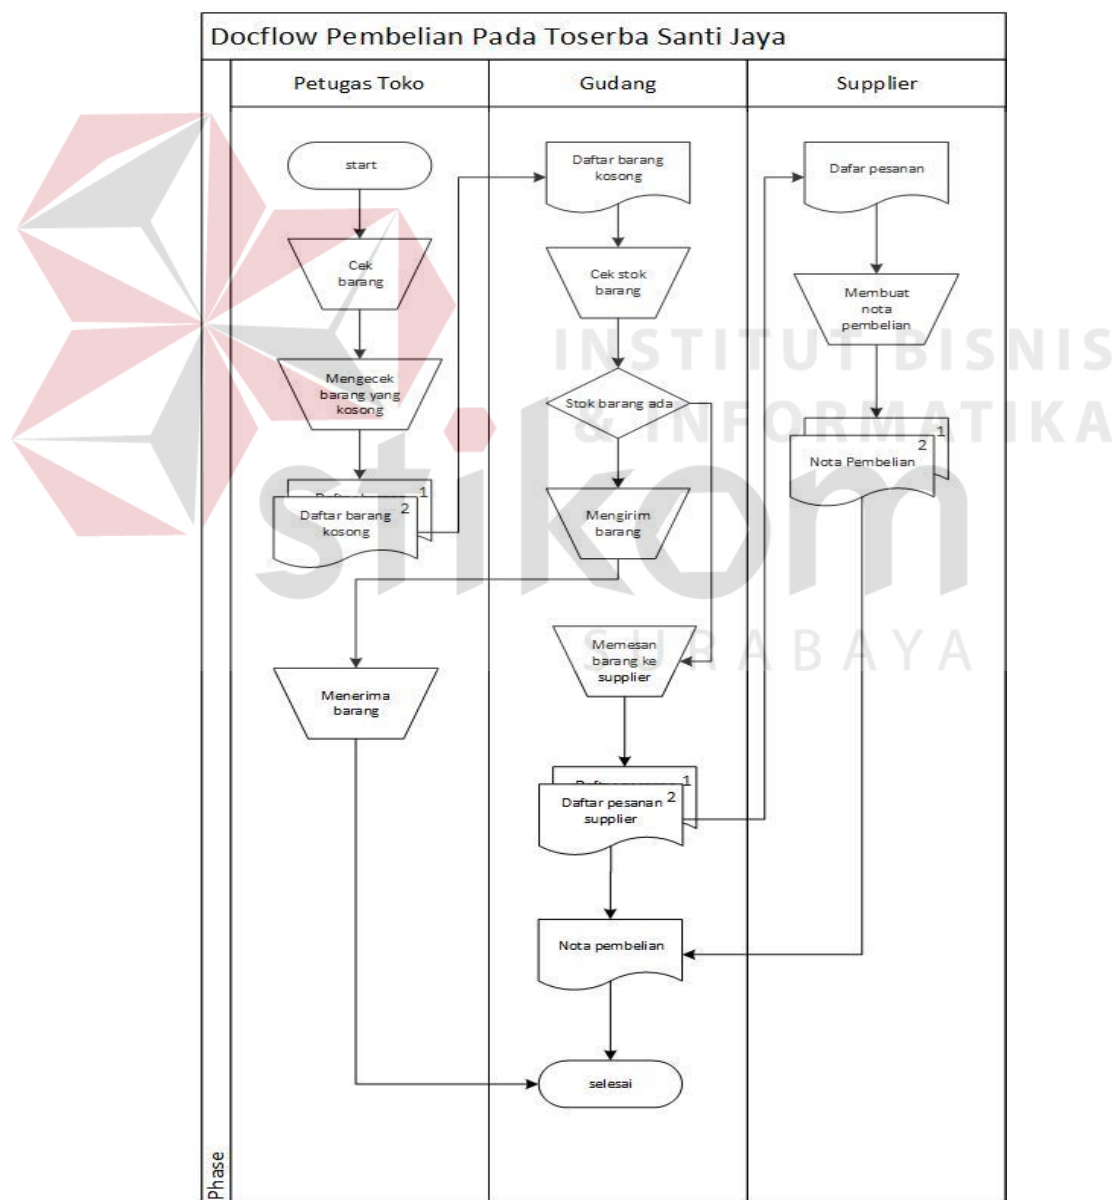 Docflow Pembelian Pada Toserba Santi Jaya
Petugas Toko
Gudang
Supplier
Phase
start
Cek
barang
Mengecek
barang yang
kosong
1
2
Daftar barang
kosong
Menerima
barang
Daftar barang
kosong
Cek stok
barang
Stok barang ada
Mengirim
barang
Memesan
barang ke
supplier
1
2
Daftar pesanan
supplier
Nota pembelian
selesai
Dafar pesanan
Membuat
nota
pembelian
1
2
Nota Pembelian
INSTITUT BISNIS
& INFORMATIKA
stikom
SURABAYA